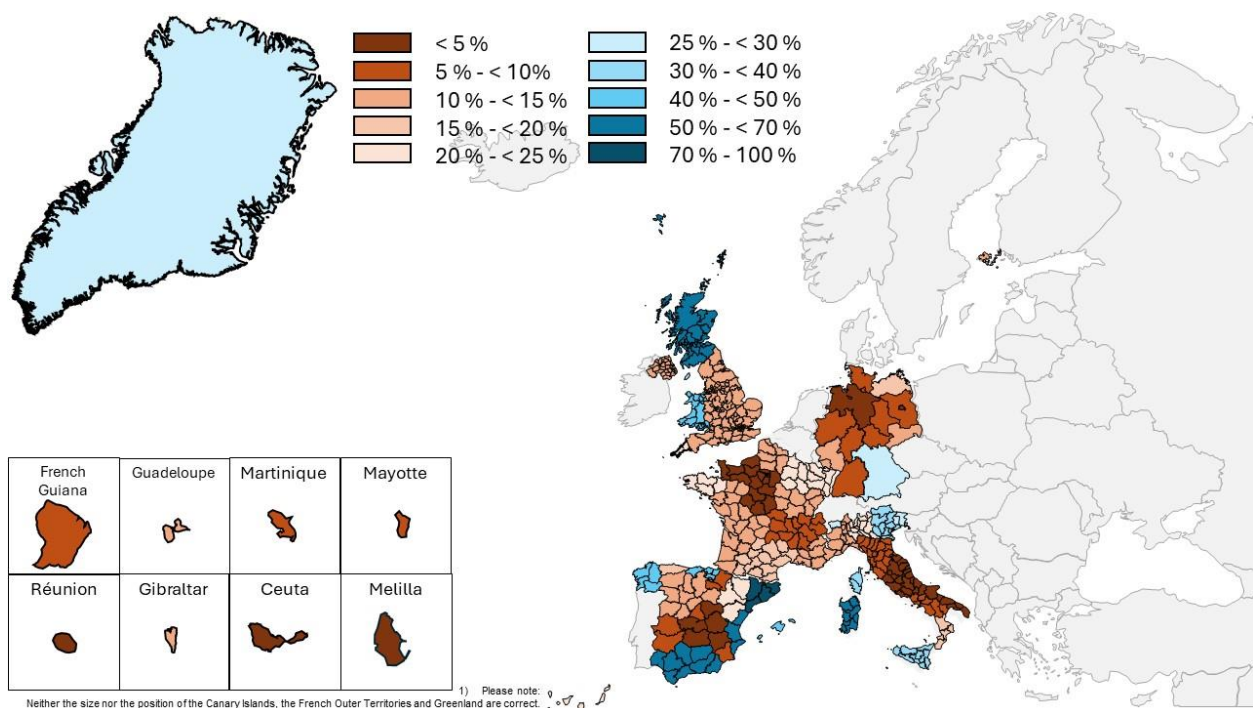 < 5 %
5 % - < 10%
10 % - < 15 %
15 % - < 20 %
20 % - < 25 %
25 % - < 30 %
30 % - < 40 %
40 % - < 50 %
50 % - < 70 %
70 % - 100 %
French
Guiana
Guadeloupe
Martinique
Mayotte
Réunion
Gibraltar
Ceuta
Melilla
1) Please note:
Neither the size nor the position of the Canary Islands, the French Outer Territories and Greenland are correct.